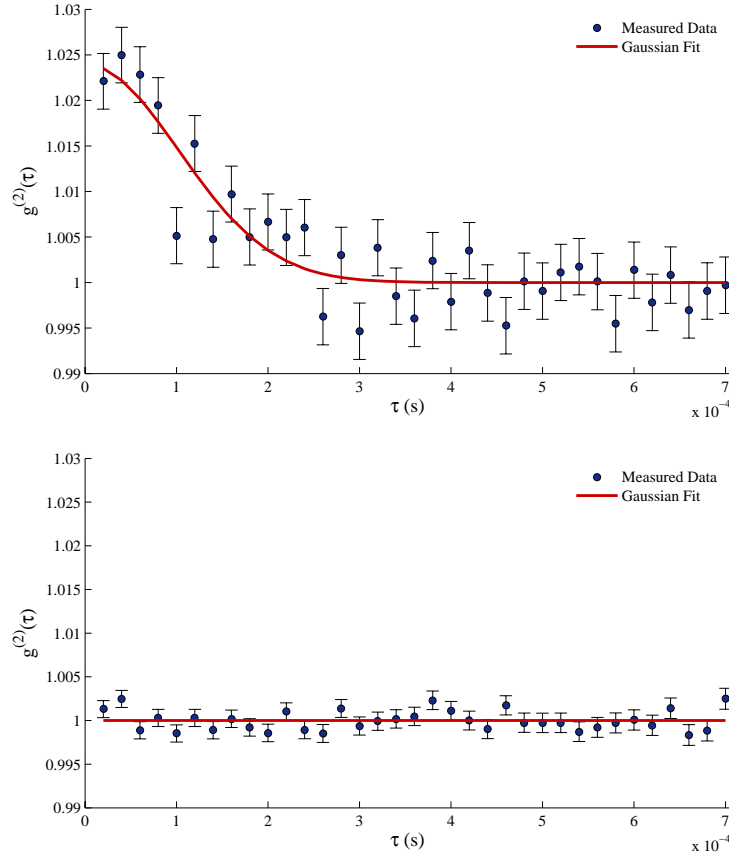 1.03
1.025
1.02
1.015
1.01
1.005
1
0.995
0.99
g(2)(τ)
Measured Data
Gaussian Fit
0 1 2 3 4 5 6 7
τ (s)
x 10⁻⁴
1.03
1.025
1.02
1.015
1.01
1.005
1
0.995
0.99
g(2)(τ)
Measured Data
Gaussian Fit
0 1 2 3 4 5 6 7
τ (s)
x 10⁻⁴